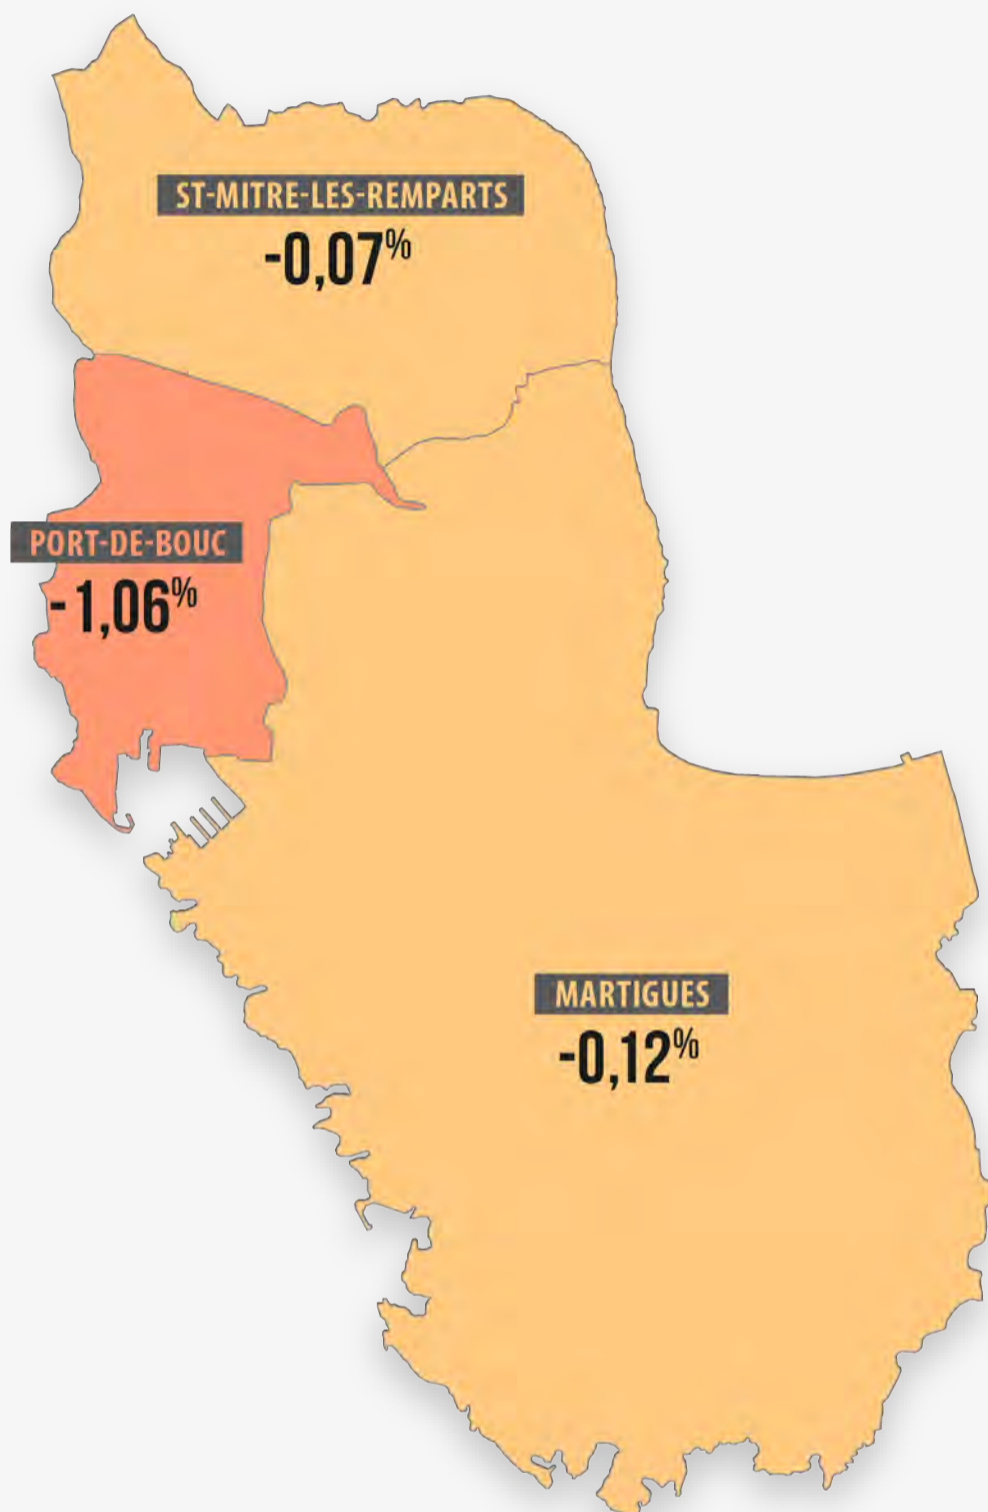 ST-MITRE-LES-REMPARTS
-0,07%
PORT-DE-BOUC
-1,06%
MARTIGUES
-0,12%